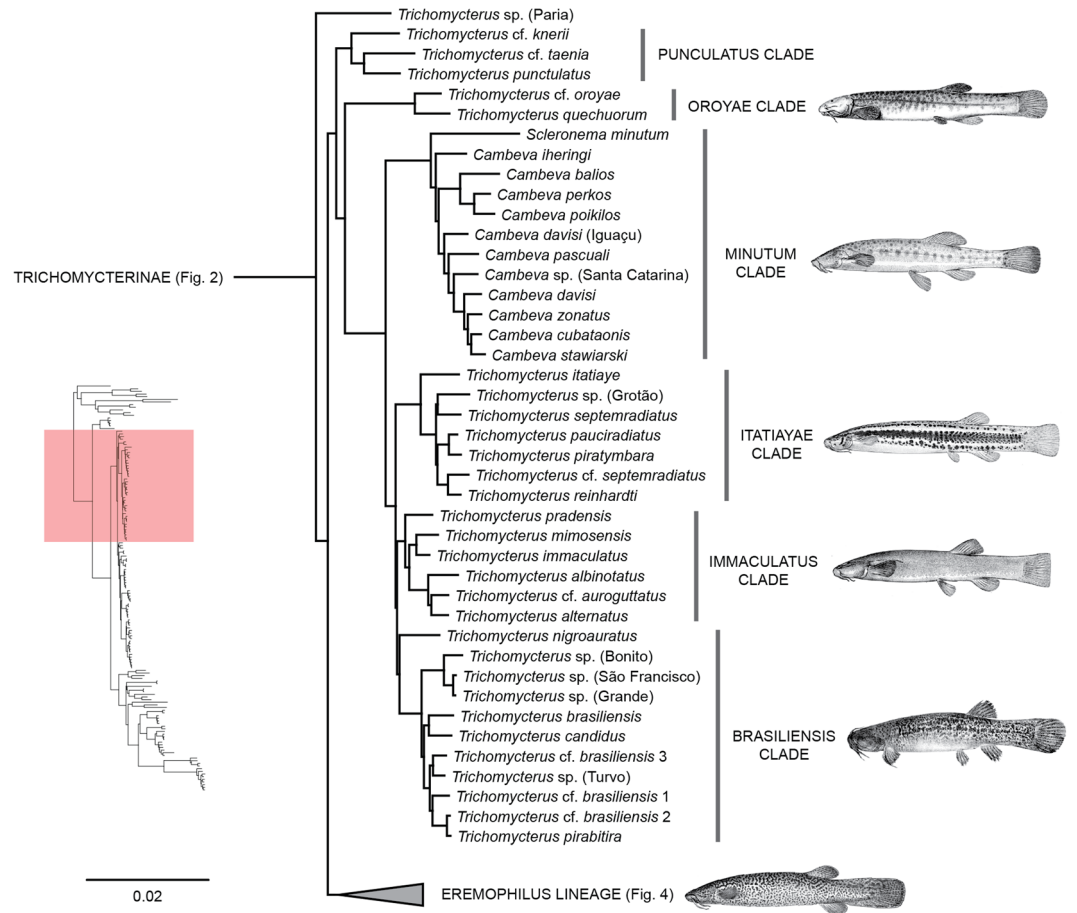 Trichomycterus sp. (Paria)
Trichomycterus cf. knerii
Trichomycterus cf. taenia
Trichomycterus punctulatus
PUNCULATUS CLADE
Trichomycterus cf. oroyae
Trichomycterus quechuorum
OROYAE CLADE
Scleronema minutum
Cambeva iheringi
Cambeva balios
Cambeva perkos
Cambeva poikilos
Cambeva davisi (Iguaçu)
Cambeva pascuali
Cambeva sp. (Santa Catarina)
Cambeva davisi
Cambeva zonatus
Cambeva cubataonis
Cambeva stawiarski
MINUTUM
CLADE
TRICHOMYCTERINAE (Fig. 2)
Trichomycterus itatiaye
Trichomycterus sp. (Grotão)
Trichomycterus septemradiatus
Trichomycterus pauciradiatus
Trichomycterus piratymbara
Trichomycterus cf. septemradiatus
Trichomycterus reinhardti
ITATIAYAE
CLADE
Trichomycterus pradensis
Trichomycterus mimosensis
Trichomycterus immaculatus
Trichomycterus albinotatus
Trichomycterus cf. auroguttatus
Trichomycterus alternatus
IMMACULATUS
CLADE
Trichomycterus nigroauratus
Trichomycterus sp. (Bonito)
Trichomycterus sp. (São Francisco)
Trichomycterus sp. (Grande)
Trichomycterus brasiliensis
Trichomycterus candidus
Trichomycterus cf. brasiliensis 3
Trichomycterus sp. (Turvo)
Trichomycterus cf. brasiliensis 1
Trichomycterus cf. brasiliensis 2
Trichomycterus pirabitira
BRASILIENSIS
CLADE
0.02
EREMOPHILUS LINEAGE (Fig. 4)